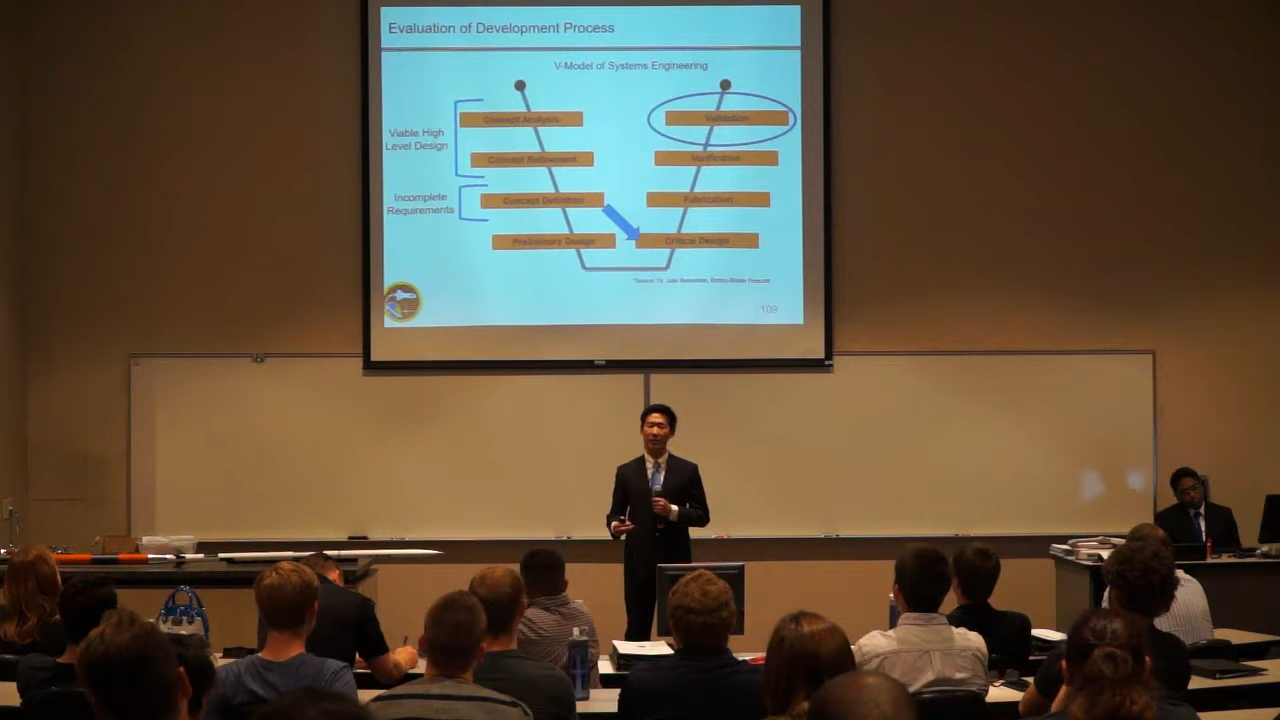 Evaluation of Development Process
V-Model of Systems Engineering
Concept Analysis
Validation
Viable High
Level Design
Concept Refinement
Verification
Incomplete
Requirements
Concept Definition
Fabrication
Preliminary Design
Critical Design
109